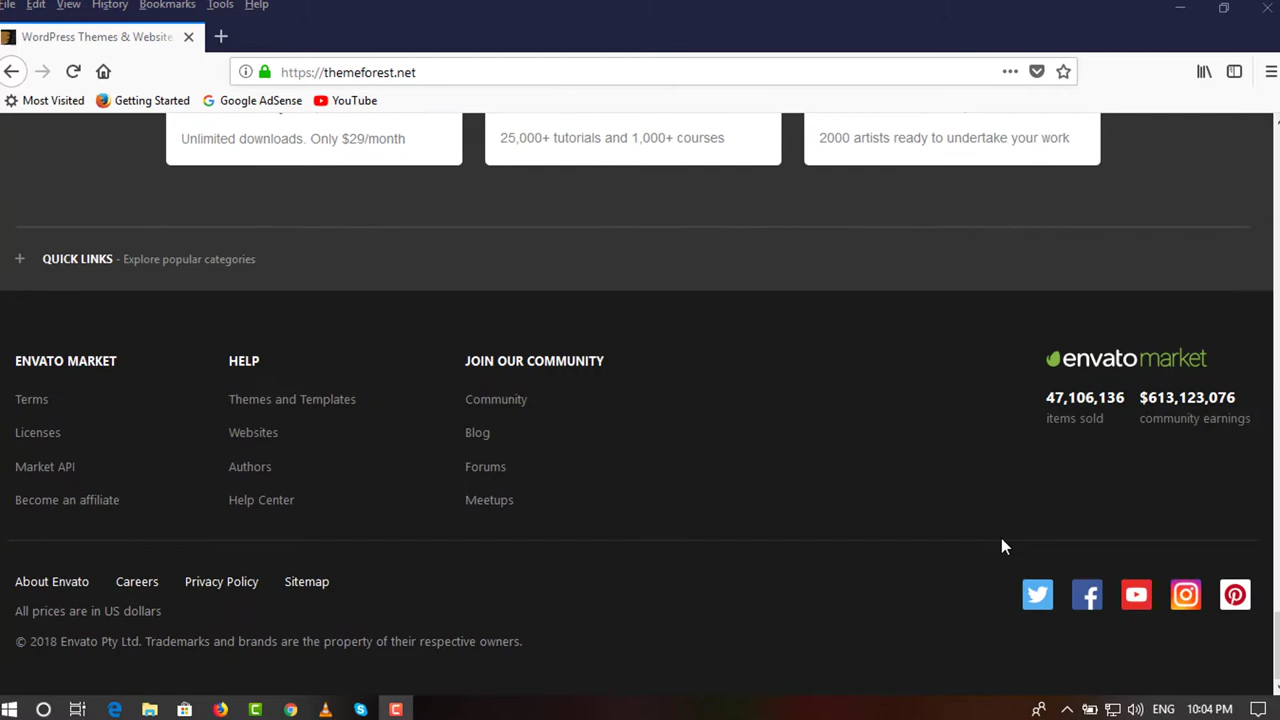 File Edit View History Bookmarks Tools Help
WordPress Themes & Website
https://themeforest.net
Most Visited Getting Started Google AdSense YouTube
Unlimited downloads. Only $29/month
25,000+ tutorials and 1,000+ courses
2000 artists ready to undertake your work
QUICK LINKS - Explore popular categories
ENVATO MARKET
Terms
Licenses
Market API
Become an affiliate
HELP
Themes and Templates
Websites
Authors
Help Center
JOIN OUR COMMUNITY
Community
Blog
Forums
Meetups
envato market
47,106,136
items sold
$613,123,076
community earnings
About Envato Careers Privacy Policy Sitemap
All prices are in US dollars
© 2018 Envato Pty Ltd. Trademarks and brands are the property of their respective owners.
ENG 10:04 PM